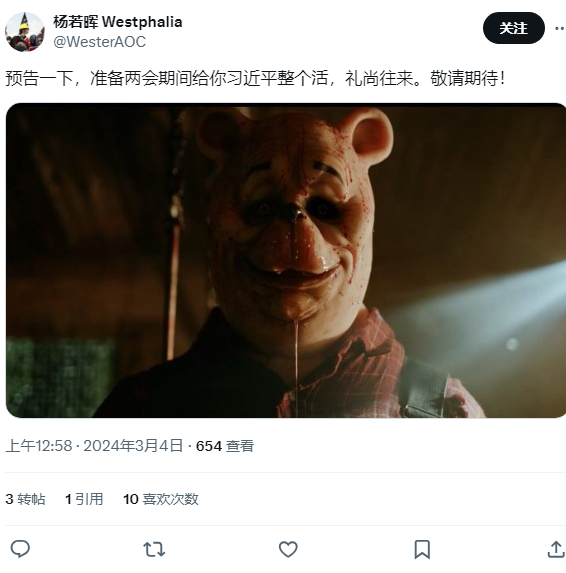 杨若晖 Westphalia
@WesterAOC
关注
预告一下，准备两会期间给你习近平整个活，礼尚往来。敬请期待！
上午12:58 · 2024年3月4日 · 654 查看
3 转帖 1 引用 10 喜欢次数